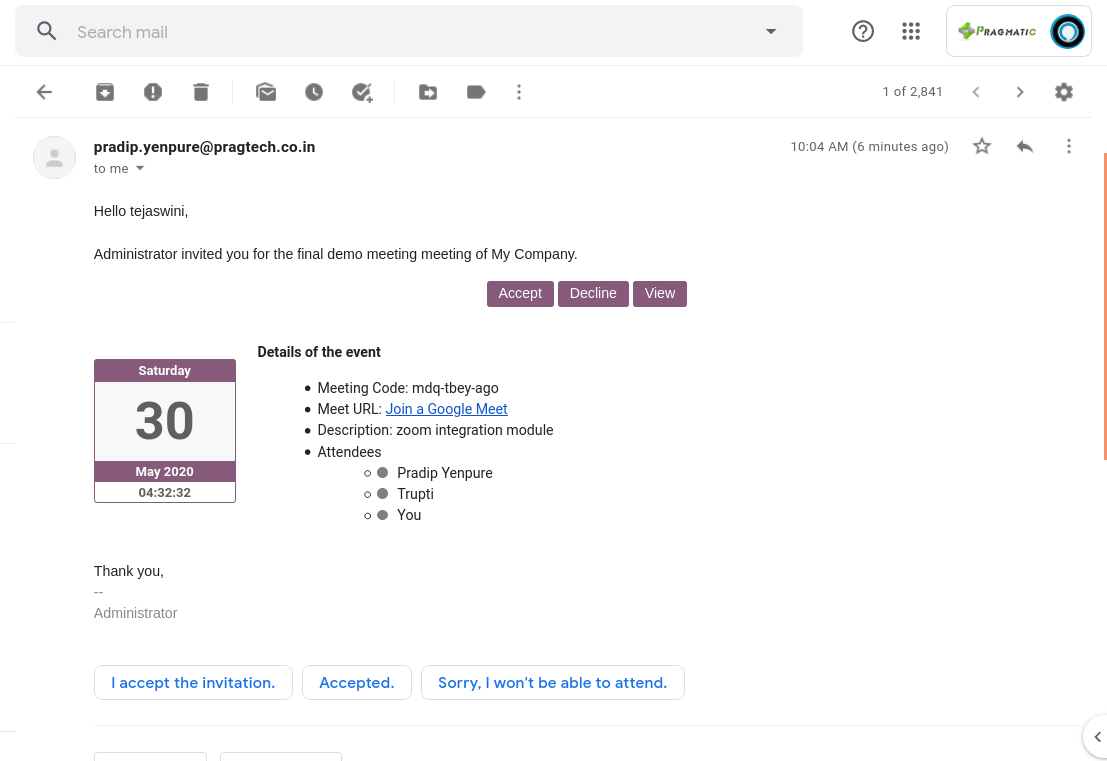 Search mail
PRAGMATIC
1 of 2,841
pradip.yenpure@pragtech.co.in
10:04 AM (6 minutes ago)
to me
Hello tejaswini,
Administrator invited you for the final demo meeting meeting of My Company.
Accept Decline View
Details of the event
Saturday
30
May 2020
04:32:32
Meeting Code: mdq-tbey-ago
Meet URL: Join a Google Meet
Description: zoom integration module
Attendees
Pradip Yenpure
Trupti
You
Thank you,
--
Administrator
I accept the invitation. Accepted. Sorry, I won't be able to attend.